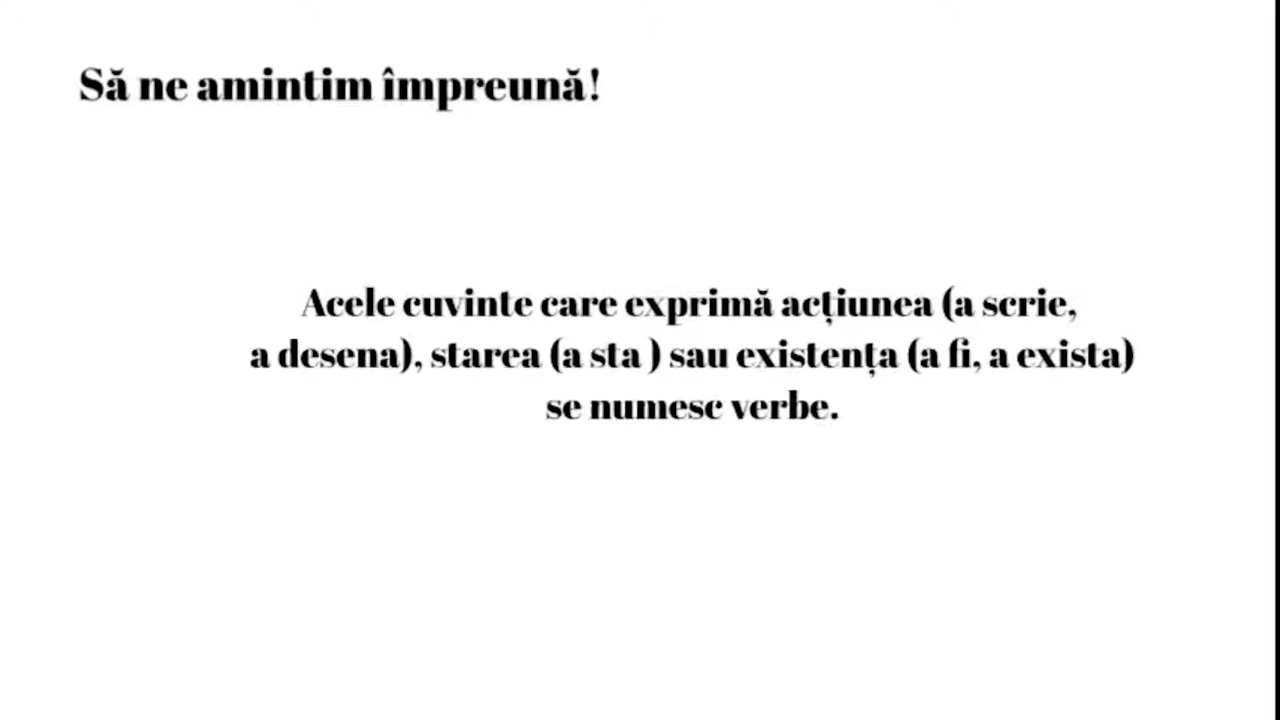 Să ne amintim împreună!
Acele cuvinte care exprimă acțiunea (a scrie,
a desena), starea (a sta ) sau existența (a fi, a exista)
se numesc verbe.